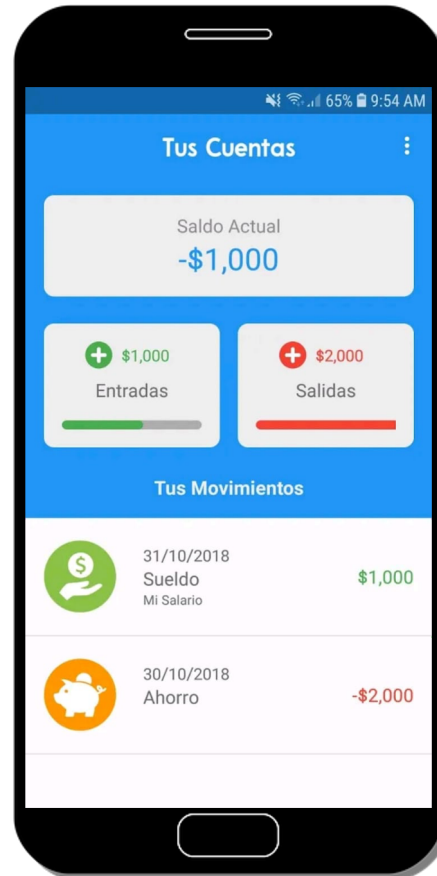 65% 9:54 AM
Tus Cuentas
Saldo Actual
-$1,000
$1,000
Entradas
$2,000
Salidas
Tus Movimientos
31/10/2018
Sueldo
Mi Salario
$1,000
30/10/2018
Ahorro
-$2,000